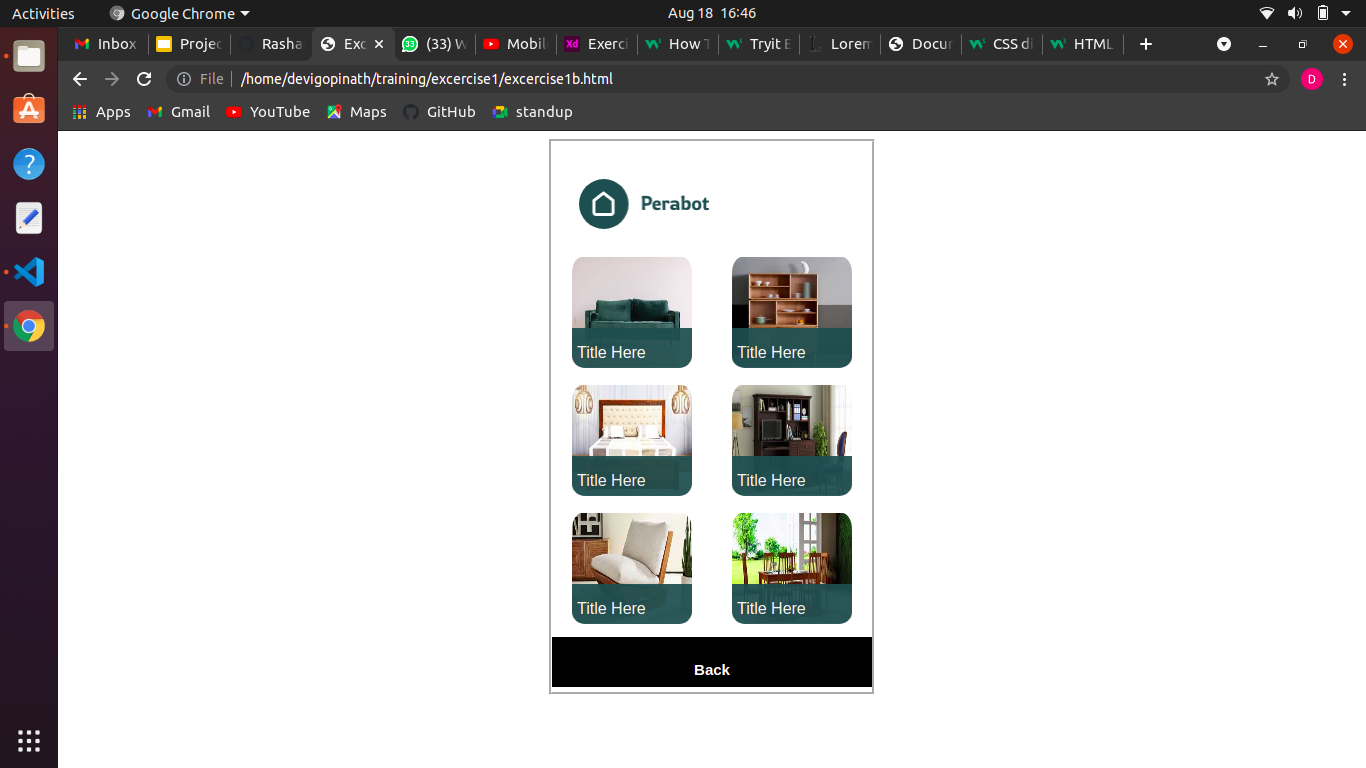 Activities Google Chrome Aug 18 16:46
Inbox Projec Rasha Exc (33) W Mobil Exerci How T Tryit E Lorem Docur CSS di HTML
File /home/devigopinath/training/excercise1/excercise1b.html D
Apps Gmail YouTube Maps GitHub standup
Perabot
Title Here Title Here
Title Here Title Here
Title Here Title Here
Back